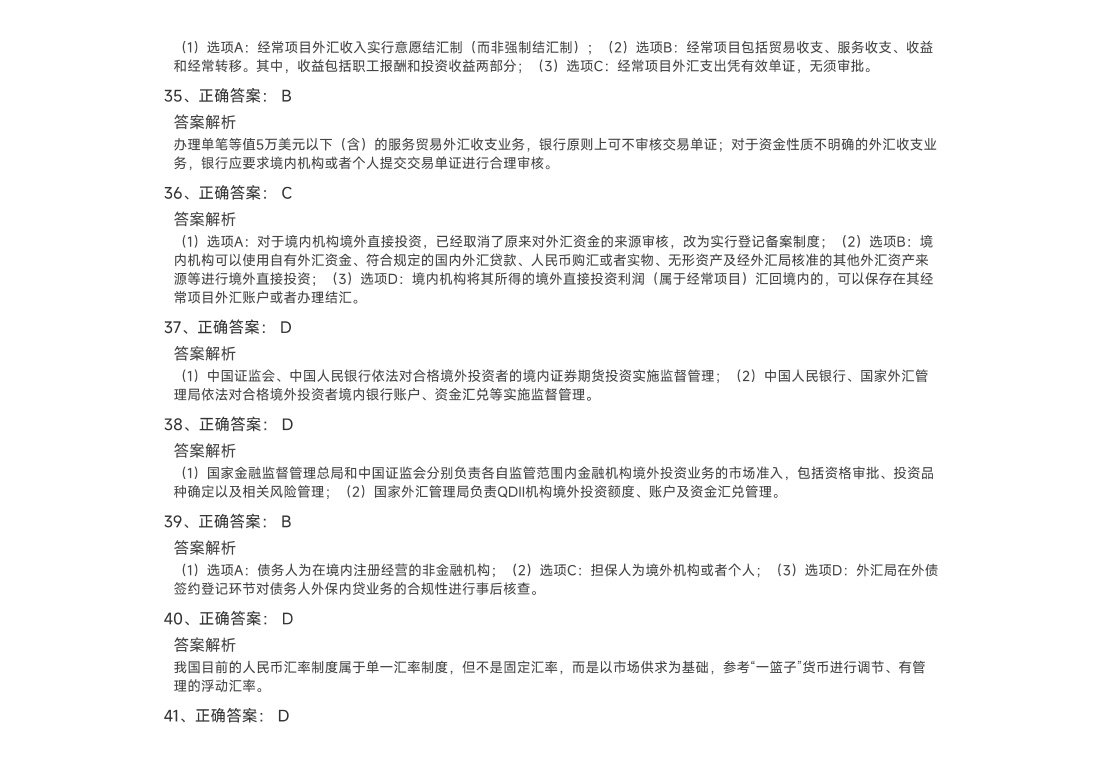 （1）选项A：经常项目外汇收入实行意愿结汇制（而非强制结汇制）；（2）选项B：经常项目包括贸易收支、服务收支、收益
和经常转移。其中，收益包括职工报酬和投资收益两部分；（3）选项C：经常项目外汇支出凭有效单证，无须审批。
35、正确答案： B
答案解析
办理单笔等值5万美元以下（含）的服务贸易外汇收支业务，银行原则上可不审核交易单证；对于资金性质不明确的外汇收支业
务，银行应要求境内机构或者个人提交交易单证进行合理审核。
36、正确答案： C
答案解析
（1）选项A：对于境内机构境外直接投资，已经取消了原来对外汇资金的来源审核，改为实行登记备案制度；（2）选项B：境
内机构可以使用自有外汇资金、符合规定的国内外汇贷款、人民币购汇或者实物、无形资产及经外汇局核准的其他外汇资产来
源等进行境外直接投资；（3）选项D：境内机构将其所得的境外直接投资利润（属于经常项目）汇回境内的，可以保存在其经
常项目外汇账户或者办理结汇。
37、正确答案： D
答案解析
（1）中国证监会、中国人民银行依法对合格境外投资者的境内证券期货投资实施监督管理；（2）中国人民银行、国家外汇管
理局依法对合格境外投资者境内银行账户、资金汇兑等实施监督管理。
38、正确答案： D
答案解析
（1）国家金融监督管理总局和中国证监会分别负责各自监管范围内金融机构境外投资业务的市场准入，包括资格审批、投资品
种确定以及相关风险管理；（2）国家外汇管理局负责QDII机构境外投资额度、账户及资金汇兑管理。
39、正确答案： B
答案解析
（1）选项A：债务人为在境内注册经营的非金融机构；（2）选项C：担保人为境外机构或者个人；（3）选项D：外汇局在外债
签约登记环节对债务人外保内贷业务的合规性进行事后核查。
40、正确答案： D
答案解析
我国目前的人民币汇率制度属于单一汇率制度，但不是固定汇率，而是以市场供求为基础，参考“一篮子”货币进行调节、有管
理的浮动汇率。
41、正确答案： D